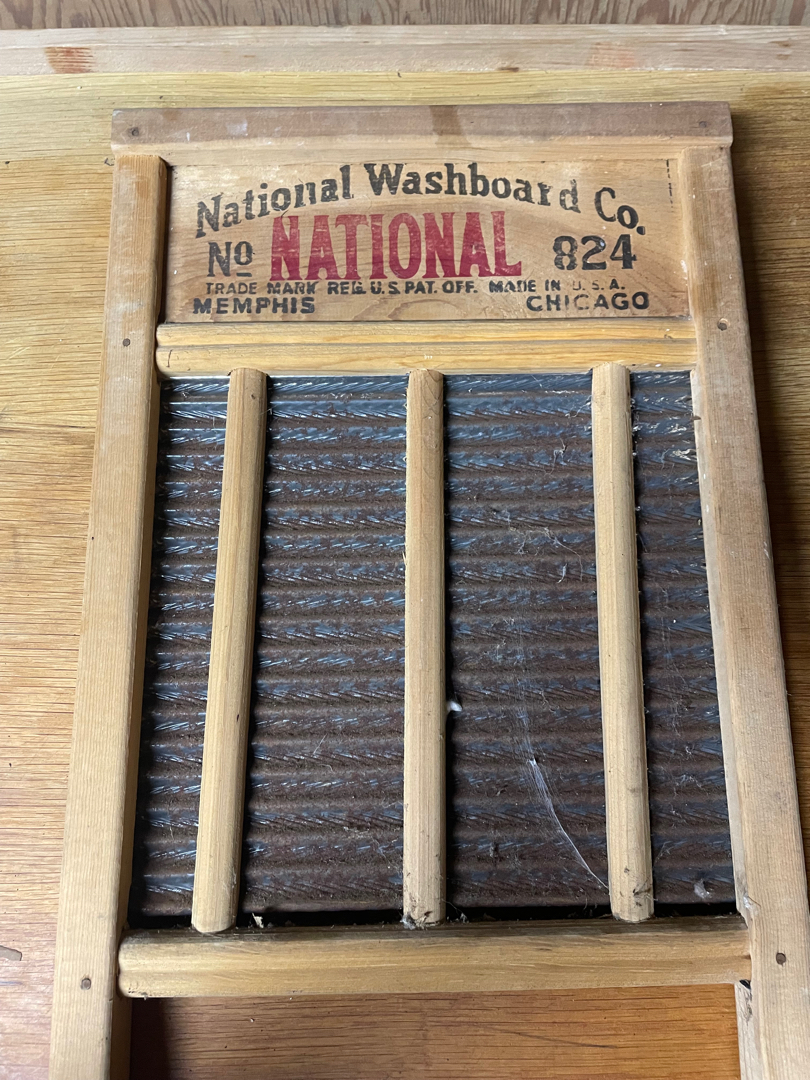 National Washboard Co.
No NATIONAL 824
TRADE MARK REG. U.S. PAT. OFF. MADE IN U.S.A.
MEMPHIS CHICAGO